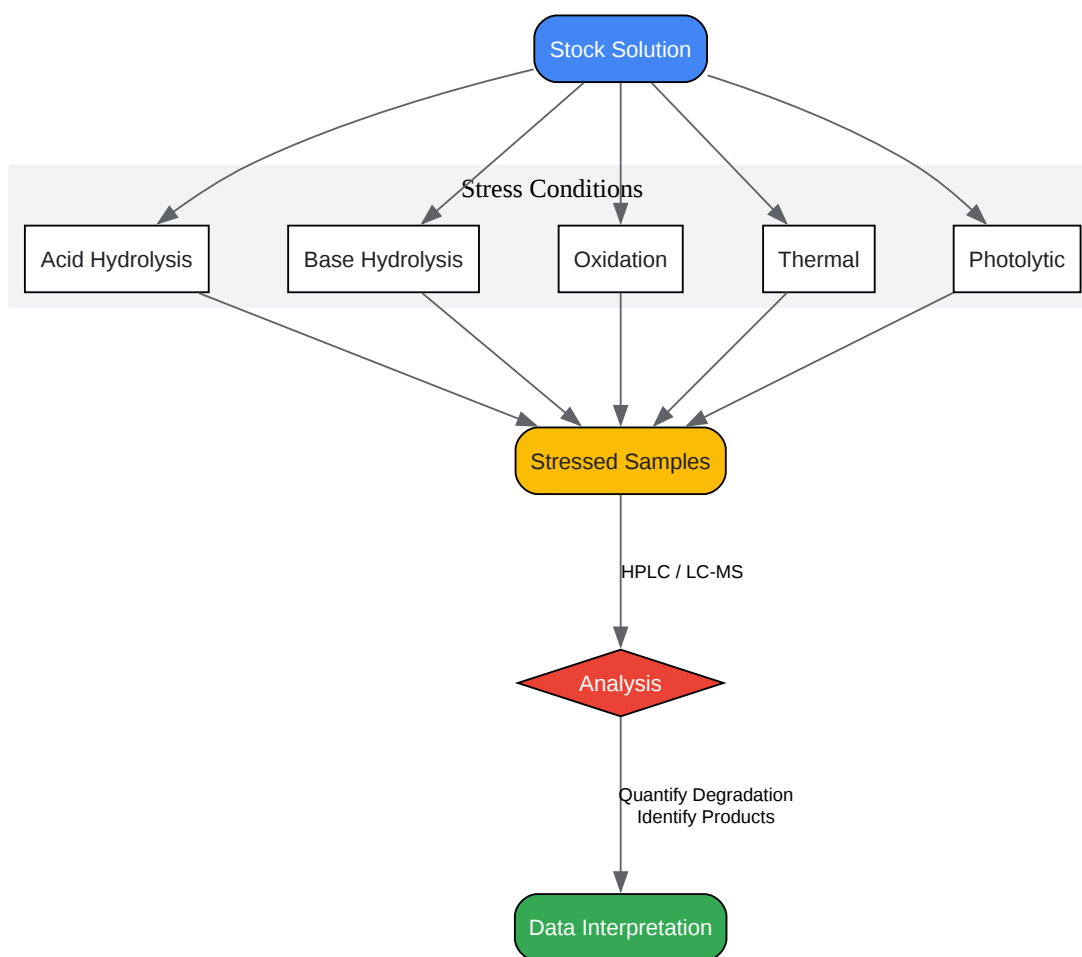 Stock Solution
Stress Conditions
Acid Hydrolysis
Base Hydrolysis
Oxidation
Thermal
Photolytic
Stressed Samples
HPLC / LC-MS
Analysis
Quantify Degradation
Identify Products
Data Interpretation